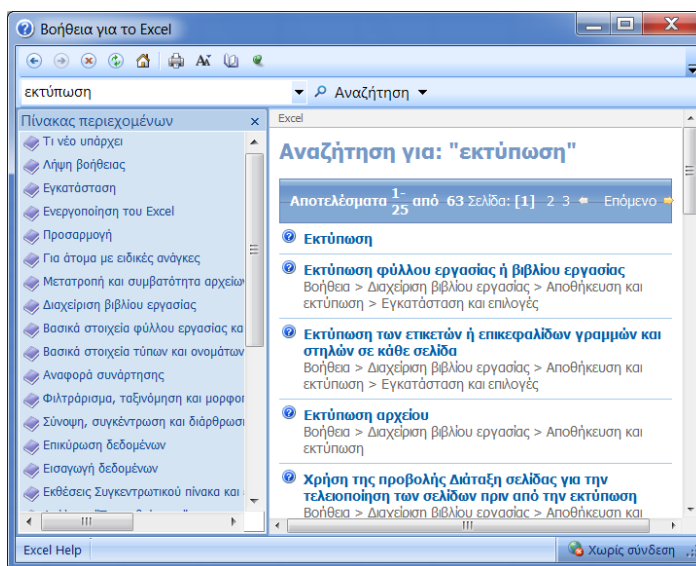 Βοήθεια για το Excel
εκτύπωση
Αναζήτηση
Πίνακας περιεχομένων
Τι νέο υπάρχει
Λήψη βοήθειας
Εγκατάσταση
Ενεργοποίηση του Excel
Προσαρμογή
Για άτομα με ειδικές ανάγκες
Μετατροπή και συμβατότητα αρχείω
Διαχείριση βιβλίου εργασίας
Βασικά στοιχεία φύλλου εργασίας κα
Βασικά στοιχεία τύπων και ονομάτων
Αναφορά συνάρτησης
Φιλτράρισμα, ταξινόμηση και μορφοι
Σύνοψη, συγκέντρωση και διάρθρωσι
Επικύρωση δεδομένων
Εισαγωγή δεδομένων
Εκθέσεις Συγκεντρωτικού πίνακα και
Excel
Αναζήτηση για: "εκτύπωση"
Αποτελέσματα 1-25 από 63 Σελίδα: [1] 2 3 Επόμενο
Εκτύπωση
Εκτύπωση φύλλου εργασίας ή βιβλίου εργασίας
Βοήθεια > Διαχείριση βιβλίου εργασίας > Αποθήκευση και
εκτύπωση > Εγκατάσταση και επιλογές
Εκτύπωση των ετικετών ή επικεφαλίδων γραμμών και
στηλών σε κάθε σελίδα
Βοήθεια > Διαχείριση βιβλίου εργασίας > Αποθήκευση και
εκτύπωση > Εγκατάσταση και επιλογές
Εκτύπωση αρχείου
Βοήθεια > Διαχείριση βιβλίου εργασίας > Αποθήκευση και
εκτύπωση
Χρήση της προβολής Διάταξη σελίδας για την
τελειοποίηση των σελίδων πριν από την εκτύπωση
Βοήθεια > Διαχείριση βιβλίου εργασίας > Αποθήκευση και
Excel Help
Χωρίς σύνδεση